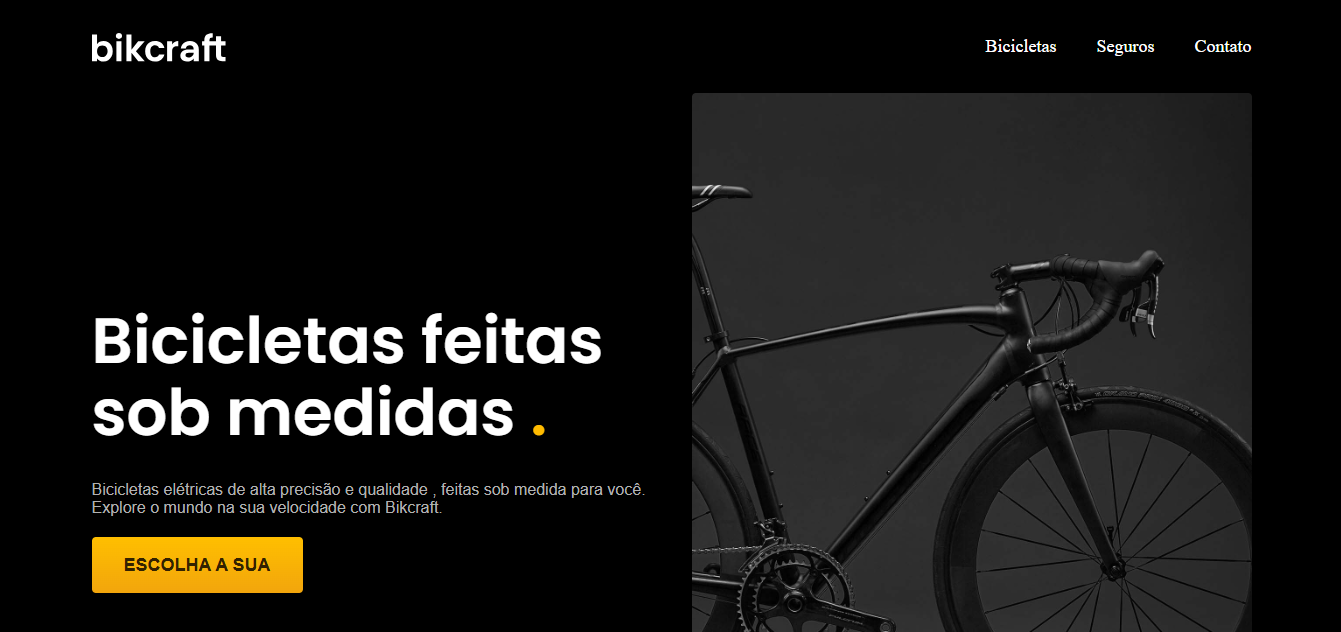 bikcraft
Bicicletas Seguros Contato
Bicicletas feitas
sob medidas .
Bicicletas elétricas de alta precisão e qualidade , feitas sob medida para você.
Explore o mundo na sua velocidade com Bikcraft.
ESCOLHA A SUA